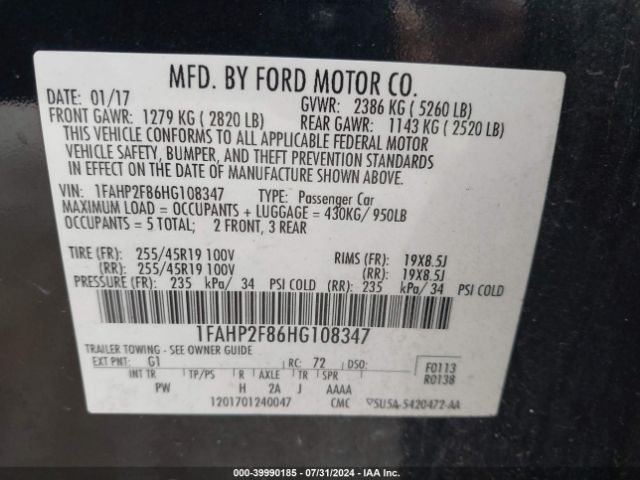 MFD. BY FORD MOTOR CO.
DATE: 01/17 GVWR: 2386 KG ( 5260 LB)
FRONT GAWR: 1279 KG ( 2820 LB) REAR GAWR: 1143 KG ( 2520 LB)
THIS VEHICLE CONFORMS TO ALL APPLICABLE FEDERAL MOTOR
VEHICLE SAFETY, BUMPER, AND THEFT PREVENTION STANDARDS
IN EFFECT ON THE DATE OF MANUFACTURE SHOWN ABOVE.
VIN: 1FAHP2F86HG108347 TYPE: Passenger Car
MAXIMUM LOAD = OCCUPANTS + LUGGAGE = 430KG/ 950LB
OCCUPANTS = 5 TOTAL; 2 FRONT, 3 REAR
TIRE (FR): 255/45R19 100V RIMS (FR): 19X8.5J
(RR): 255/45R19 100V (RR): 19X8.5J
PRESSURE (FR): 235 kPa/ 34 PSI COLD (RR): 235 kPa/ 34 PSI COLD
1FAHP2F86HG108347
TRAILER TOWING - SEE OWNER GUIDE
EXT PNT: G1 RC: 72 DSO: F0113
INT TR TP/PS R AXLE TR SPR R0138
PW H 2A J AAAA
1201701240047 CMC SU5A-5420472-AA
000-39990185 - 07/31/2024 - IAA Inc.